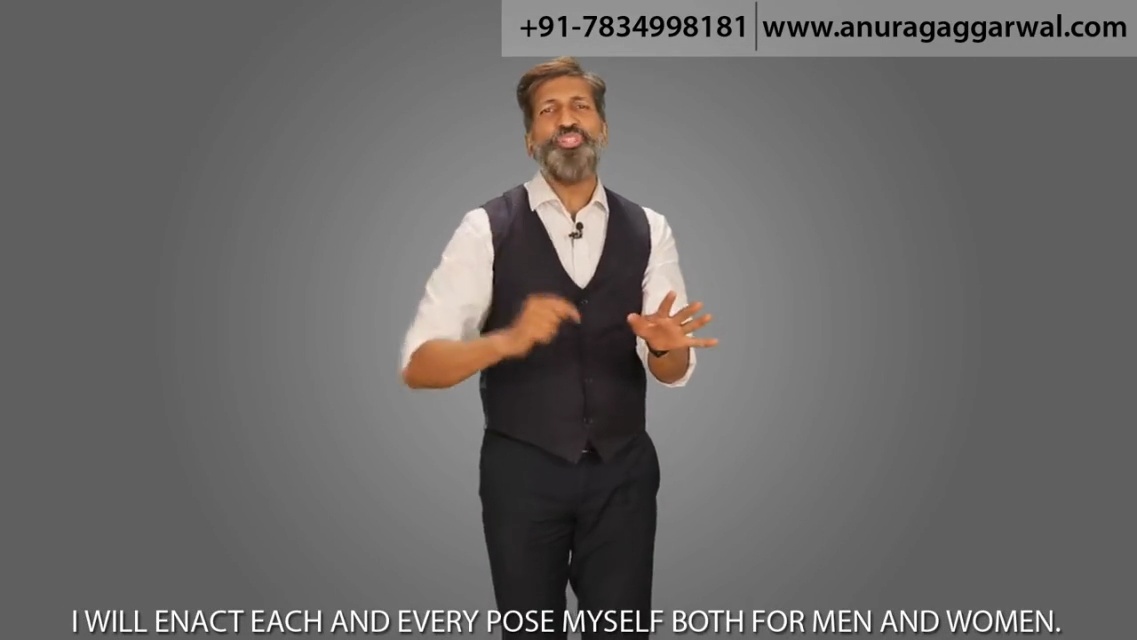 +91-7834998181 | www.anuragaggarwal.com
I WILL ENACT EACH AND EVERY POSE MYSELF BOTH FOR MEN AND WOMEN.